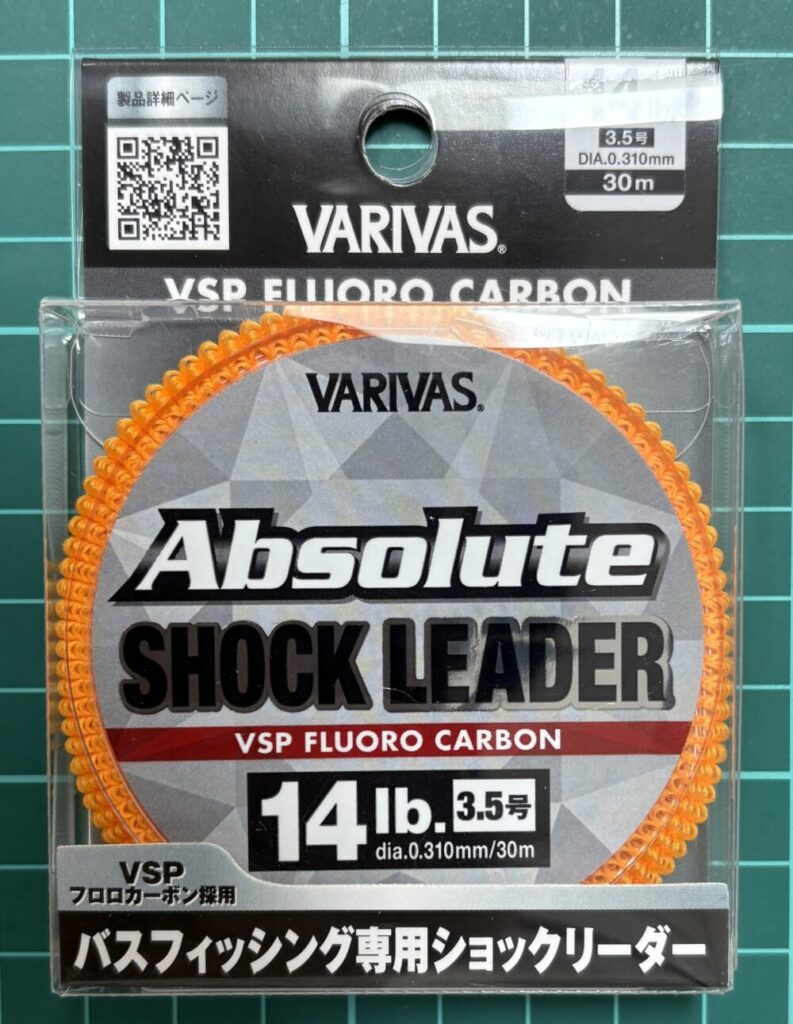 製品詳細ページ
3.5号
DIA.0.310mm
30m
VARIVAS®
VSP FLUORO CARBON
VARIVAS®
Absolute
SHOCK LEADER
VSP FLUORO CARBON
14lb. 3.5号
dia.0.310mm/30m
VSP
フロロカーボン採用
バスフィッシング専用ショックリーダー